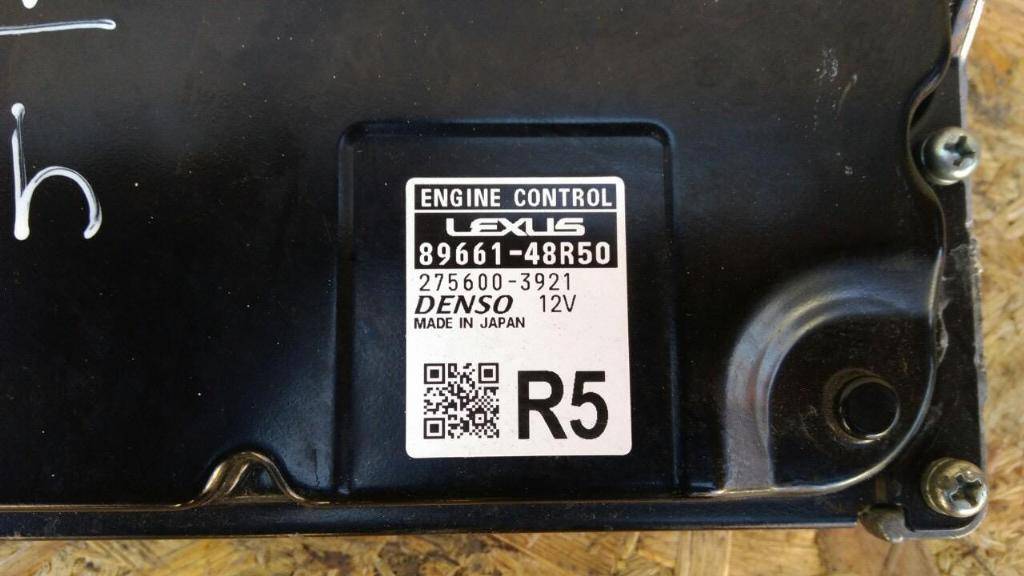 h
ENGINE CONTROL
LEXUS
89661-48R50
275600-3921
DENSO 12V
MADE IN JAPAN
R5